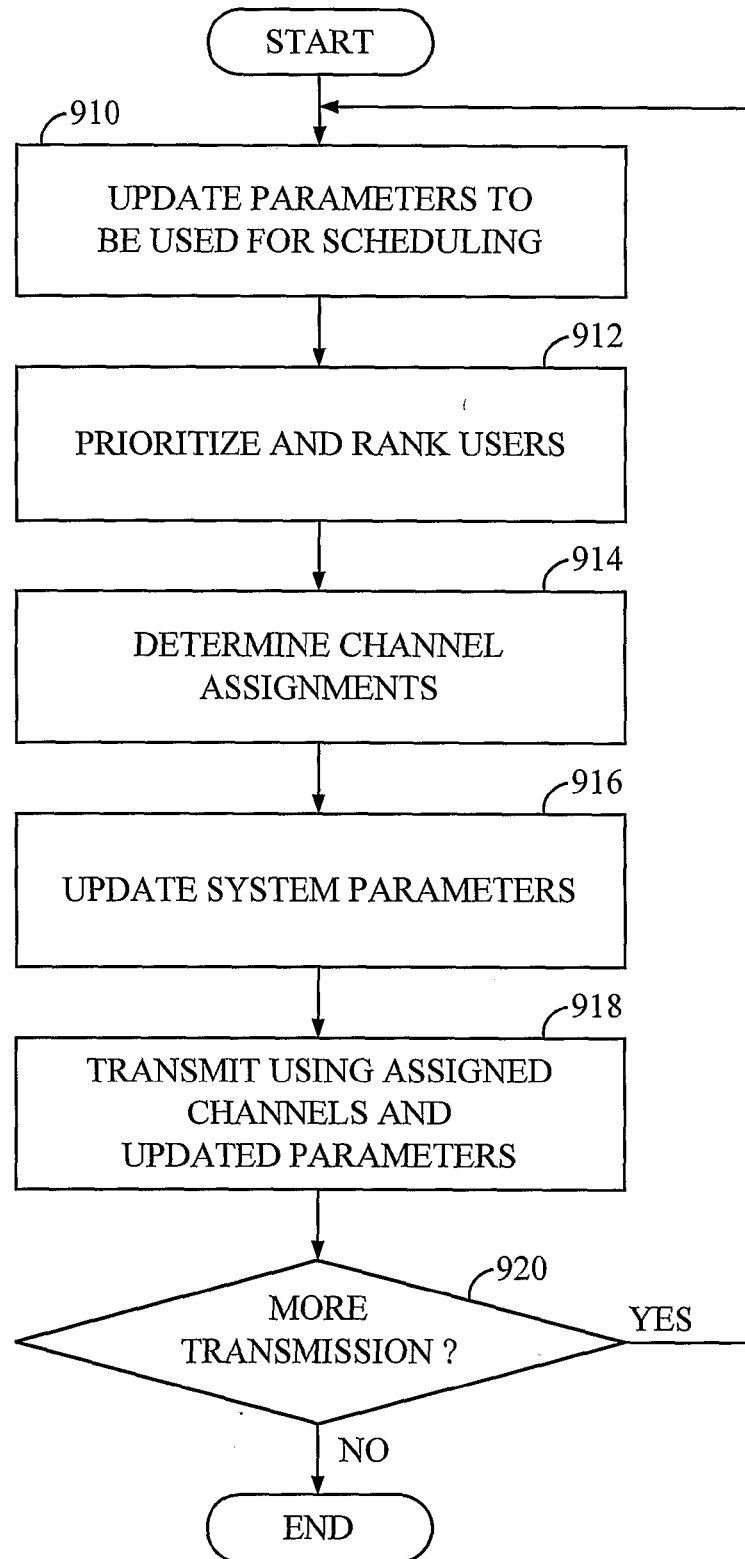 START
910
UPDATE PARAMETERS TO
BE USED FOR SCHEDULING
912
PRIORITIZE AND RANK USERS
914
DETERMINE CHANNEL
ASSIGNMENTS
916
UPDATE SYSTEM PARAMETERS
918
TRANSMIT USING ASSIGNED
CHANNELS AND
UPDATED PARAMETERS
920
MORE
TRANSMISSION ?
YES
NO
END